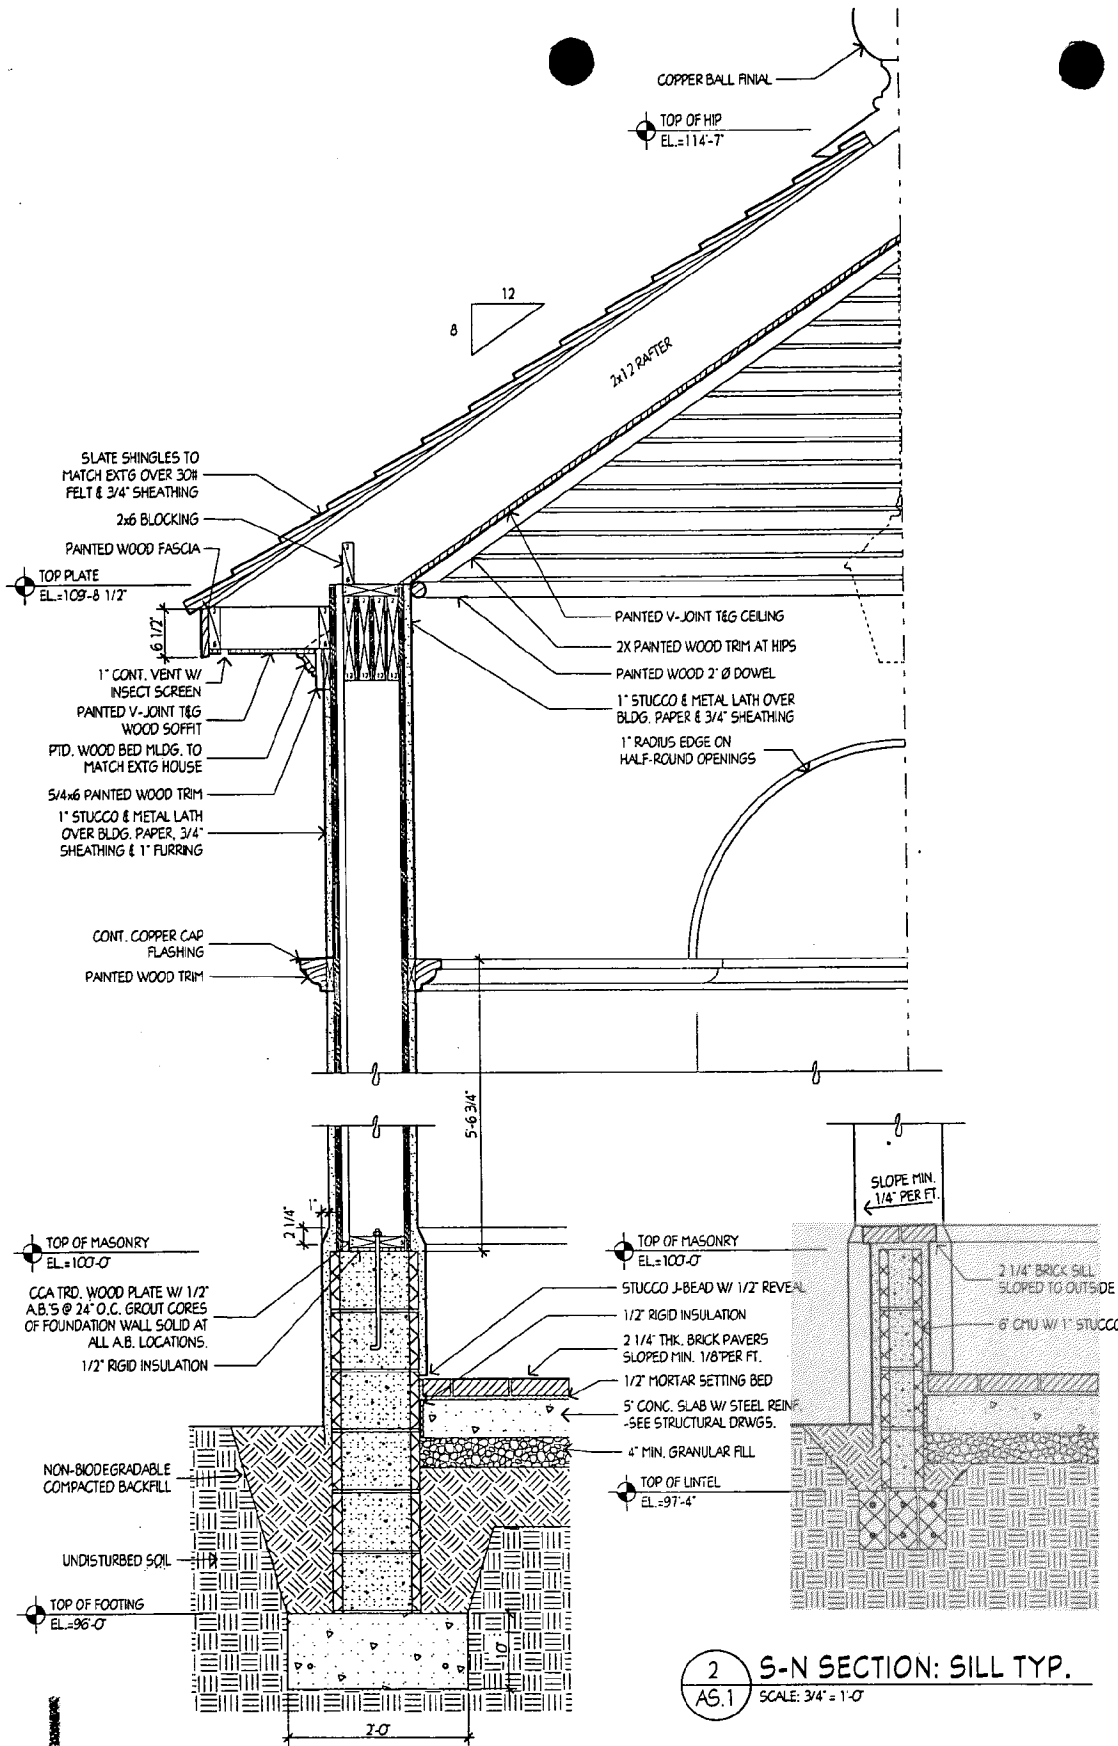 COPPER BALL FINIAL
TOP OF HIP
EL.=114'-7"
12
8
2x12 RAFTER
SLATE SHINGLES TO
MATCH EXTG OVER 30#
FELT & 3/4" SHEATHING
2x6 BLOCKING
PAINTED WOOD FASCIA
TOP PLATE
EL.=109'-8 1/2"
6 1/2"
1" CONT. VENT W/
INSECT SCREEN
PAINTED V-JOINT T&G
WOOD SOFFIT
PTD. WOOD BED MLDG. TO
MATCH EXTG HOUSE
5/4x6 PAINTED WOOD TRIM
1" STUCCO & METAL LATH
OVER BLDG. PAPER, 3/4"
SHEATHING & 1" FURRING
PAINTED V-JOINT T&G CEILING
2X PAINTED WOOD TRIM AT HIPS
PAINTED WOOD 2" Ø DOWEL
1" STUCCO & METAL LATH OVER
BLDG. PAPER & 3/4" SHEATHING
1" RADIUS EDGE ON
HALF-ROUND OPENINGS
CONT. COPPER CAP
FLASHING
PAINTED WOOD TRIM
5'-6 3/4"
1"
2 1/4"
SLOPE MIN.
1/4" PER FT.
TOP OF MASONRY
EL.=100'-0"
CCA TRD. WOOD PLATE W/ 1/2"
A.B.'S @ 24" O.C. GROUT CORES
OF FOUNDATION WALL SOLID AT
ALL A.B. LOCATIONS.
1/2" RIGID INSULATION
TOP OF MASONRY
EL.=100'-0"
STUCCO J-BEAD W/ 1/2" REVEAL
1/2" RIGID INSULATION
2 1/4" THK. BRICK PAVERS
SLOPED MIN. 1/8"PER FT.
1/2" MORTAR SETTING BED
5" CONC. SLAB W/ STEEL REINF.
-SEE STRUCTURAL DRWGS.
4" MIN. GRANULAR FILL
TOP OF LINTEL
EL.=97'-4"
2 1/4" BRICK SILL
SLOPED TO OUTSIDE
6" CMU W/ 1" STUCCO
NON-BIODEGRADABLE
COMPACTED BACKFILL
UNDISTURBED SOIL
TOP OF FOOTING
EL.=96'-0"
10"
2'-0"
2
AS.1
S-N SECTION: SILL TYP.
SCALE: 3/4" = 1'-0"